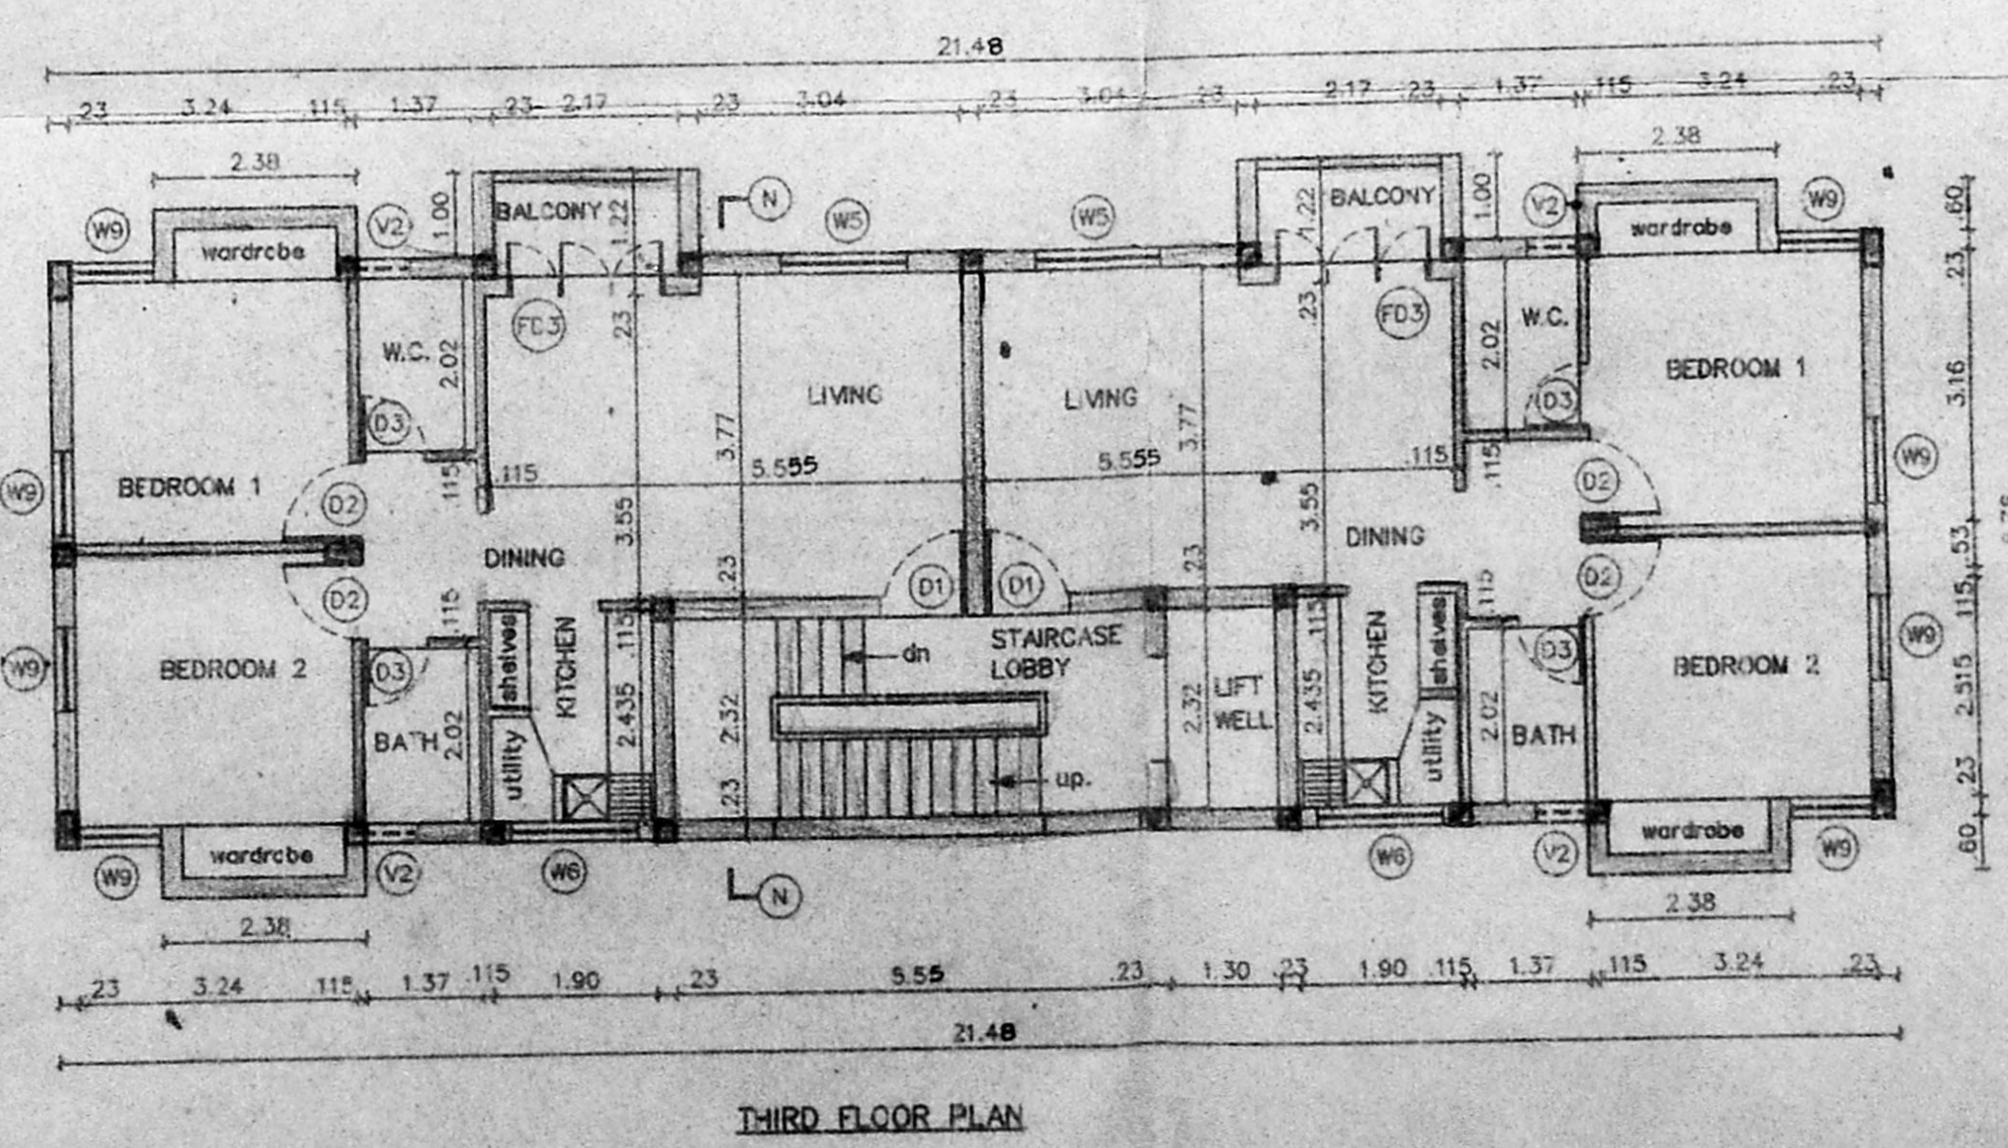 21.48
.23 3.24 .115 1.37 .23 2.17 .23 3.04 .23 3.04 .23 2.17 .23 1.37 .115 3.24 .23
2.38 2.38
W9 V2 1.00 BALCONY 1.22 N W5 W5 1.22 BALCONY 1.00 V2 W9 .60
wardrobe wardrobe
.23
FD3 .23 .23 FD3
W.C. 2.02 2.02 W.C.
LIVING LIVING BEDROOM 1 3.16
D3 3.77 3.77 D3
.115 5.555 5.555 .115
BEDROOM 1 .115 .115
W9 D2 D2 W9
3.55 3.55
DINING DINING .53
.23 .23
D2 D1 D1 D2
.115 .115 .115
shelves KITCHEN .115 STAIRCASE .115 KITCHEN shelves
dn LOBBY
W9 BEDROOM 2 D3 D3 BEDROOM 2 W9
2.435 2.32 2.32 LIFT 2.435 2.515
WELL
BATH 2.02 2.02 BATH
utility .23 up. utility .23
wardrobe wardrobe .60
W9 V2 W6 N W6 V2 W9
2.38 2.38
.23 3.24 .115 1.37 .115 1.90 .23 5.55 .23 1.30 .23 1.90 .115 1.37 .115 3.24 .23
21.48
THIRD FLOOR PLAN